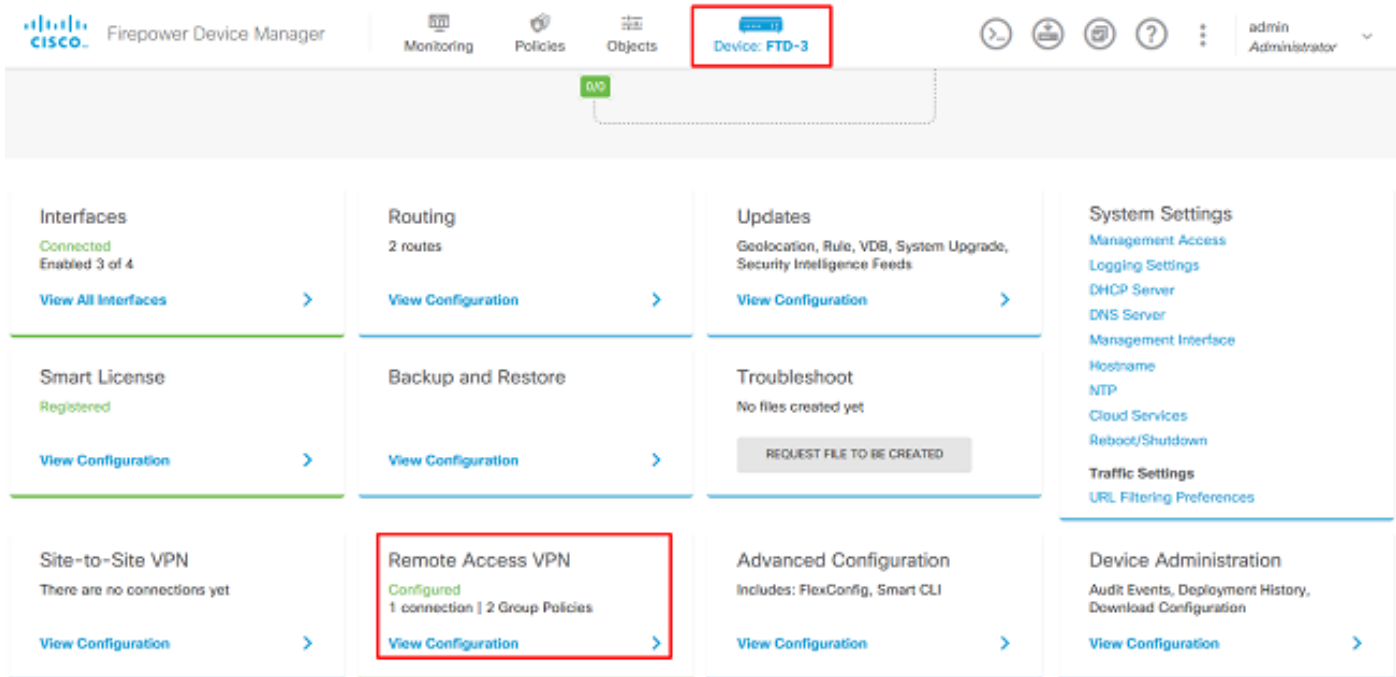 CISCO
Firepower Device Manager
Monitoring
Policies
Objects
Device: FTD-3
admin
Administrator
0/0
Interfaces
Connected
Enabled 3 of 4
View All Interfaces
Routing
2 routes
View Configuration
Updates
Geolocation, Rule, VDB, System Upgrade,
Security Intelligence Feeds
View Configuration
System Settings
Management Access
Logging Settings
DHCP Server
DNS Server
Management Interface
Hostname
NTP
Cloud Services
Reboot/Shutdown
Traffic Settings
URL Filtering Preferences
Smart License
Registered
View Configuration
Backup and Restore
View Configuration
Troubleshoot
No files created yet
REQUEST FILE TO BE CREATED
Site-to-Site VPN
There are no connections yet
View Configuration
Remote Access VPN
Configured
1 connection | 2 Group Policies
View Configuration
Advanced Configuration
Includes: FlexConfig, Smart CLI
View Configuration
Device Administration
Audit Events, Deployment History,
Download Configuration
View Configuration